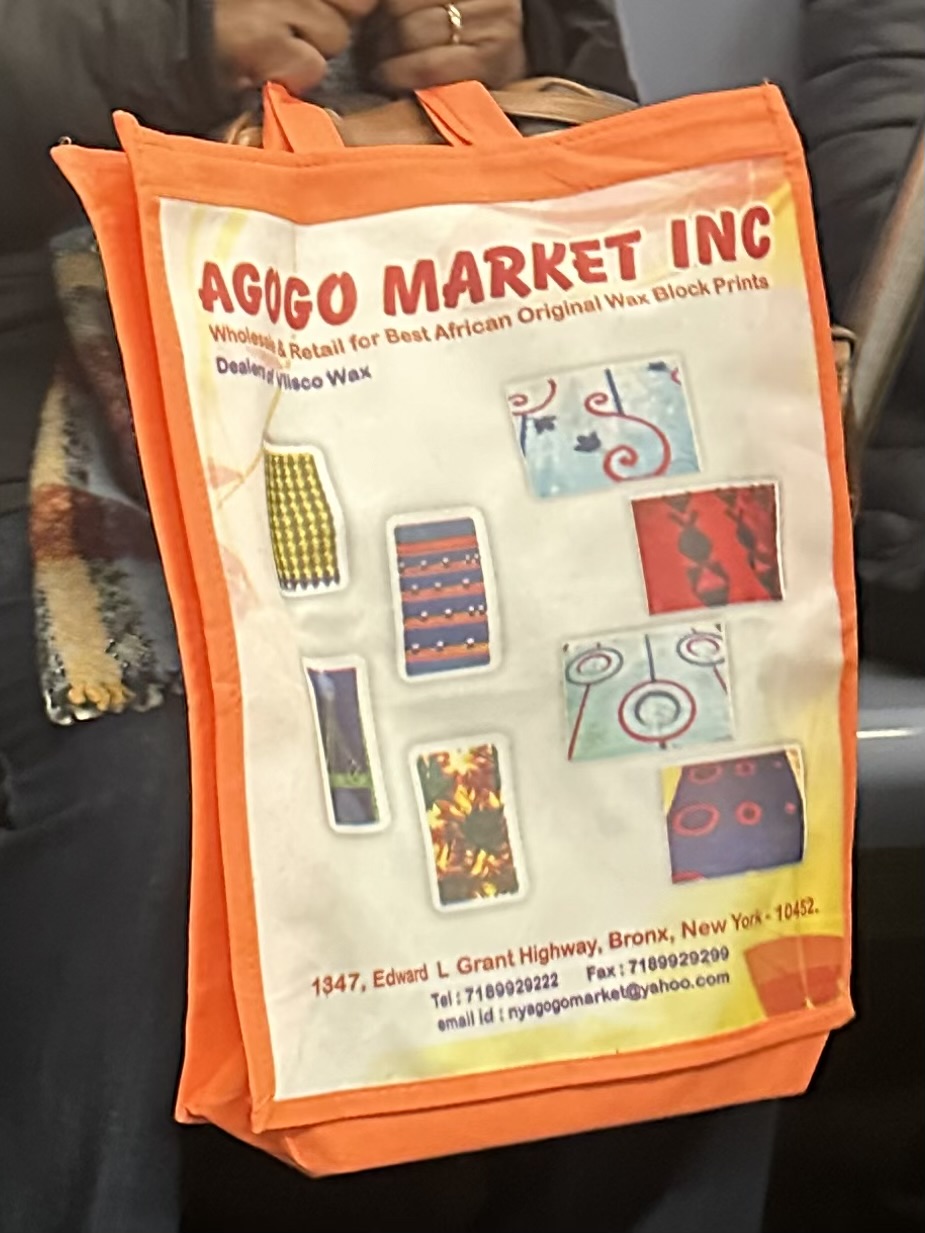 AGOGO MARKET INC
Wholesale & Retail for Best African Original Wax Block Prints
Dealers of Vlisco Wax
1347, Edward L Grant Highway, Bronx, New York - 10452.
Tel : 7189929222 Fax : 7189929299
email id : nyagogomarket@yahoo.com